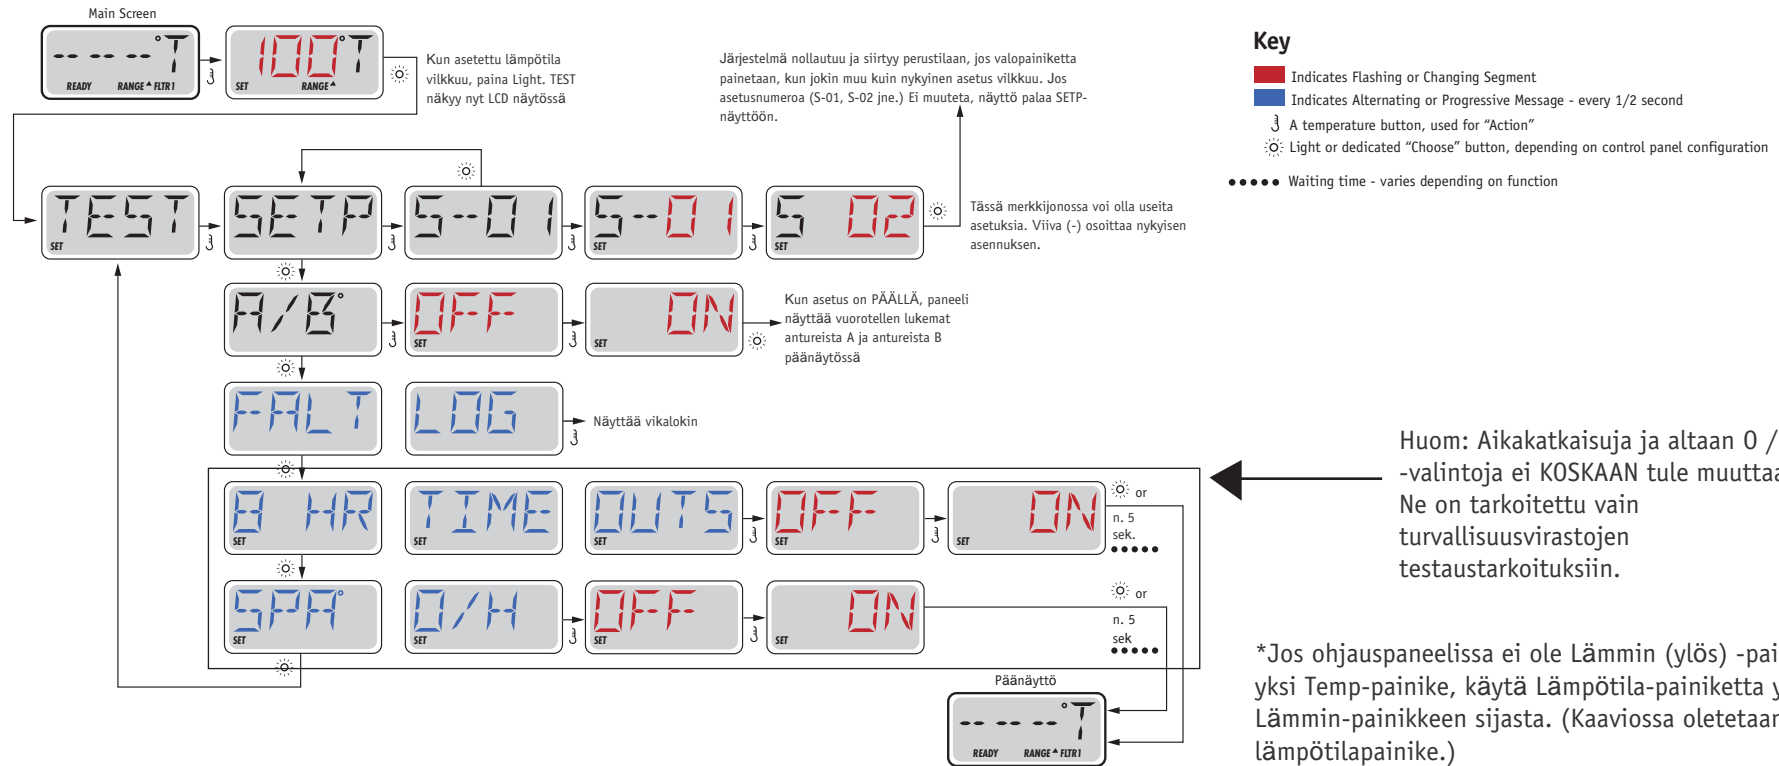 Main Screen
-- -- -- °T
READY RANGE FLTR1
100°T
SET RANGE
Kun asetettu lämpötila
vilkkuu, paina Light. TEST
näkyy nyt LCD näytössä
Järjestelmä nollautuu ja siirtyy perustilaan, jos valopainiketta
painetaan, kun jokin muu kuin nykyinen asetus vilkkuu. Jos
asetusnumeroa (S-01, S-02 jne.) Ei muuteta, näyttö palaa SETP-
näyttöön.
Key
Indicates Flashing or Changing Segment
Indicates Alternating or Progressive Message - every 1/2 second
A temperature button, used for “Action”
Light or dedicated “Choose” button, depending on control panel configuration
Waiting time - varies depending on function
TEST
SET
SETP
S-01
S-01
SET
S 02
SET
Tässä merkkijonossa voi olla useita
asetuksia. Viiva (-) osoittaa nykyisen
asennuksen.
A/B°
OFF
SET
ON
SET
Kun asetus on PÄÄLLÄ, paneeli
näyttää vuorotellen lukemat
antureista A ja antureista B
päänäytössä
FALT
LOG
Näyttää vikalokin
8 HR
SET
TIME
SET
OUTS
SET
OFF
SET
ON
SET
or
n. 5
sek.
SPA°
SET
O/H
OFF
SET
ON
SET
or
n. 5
sek
Huom: Aikakatkaisuja ja altaan O /
-valintoja ei KOSKAAN tule muuttaa
Ne on tarkoitettu vain
turvallisuusvirastojen
testaustarkoituksiin.
*Jos ohjauspaneelissa ei ole Lämmin (ylös) -pai
yksi Temp-painike, käytä Lämpötila-painiketta y
Lämmin-painikkeen sijasta. (Kaaviossa oletetaan
lämpötilapainike.)
Päänäyttö
-- -- -- °T
READY RANGE FLTR1